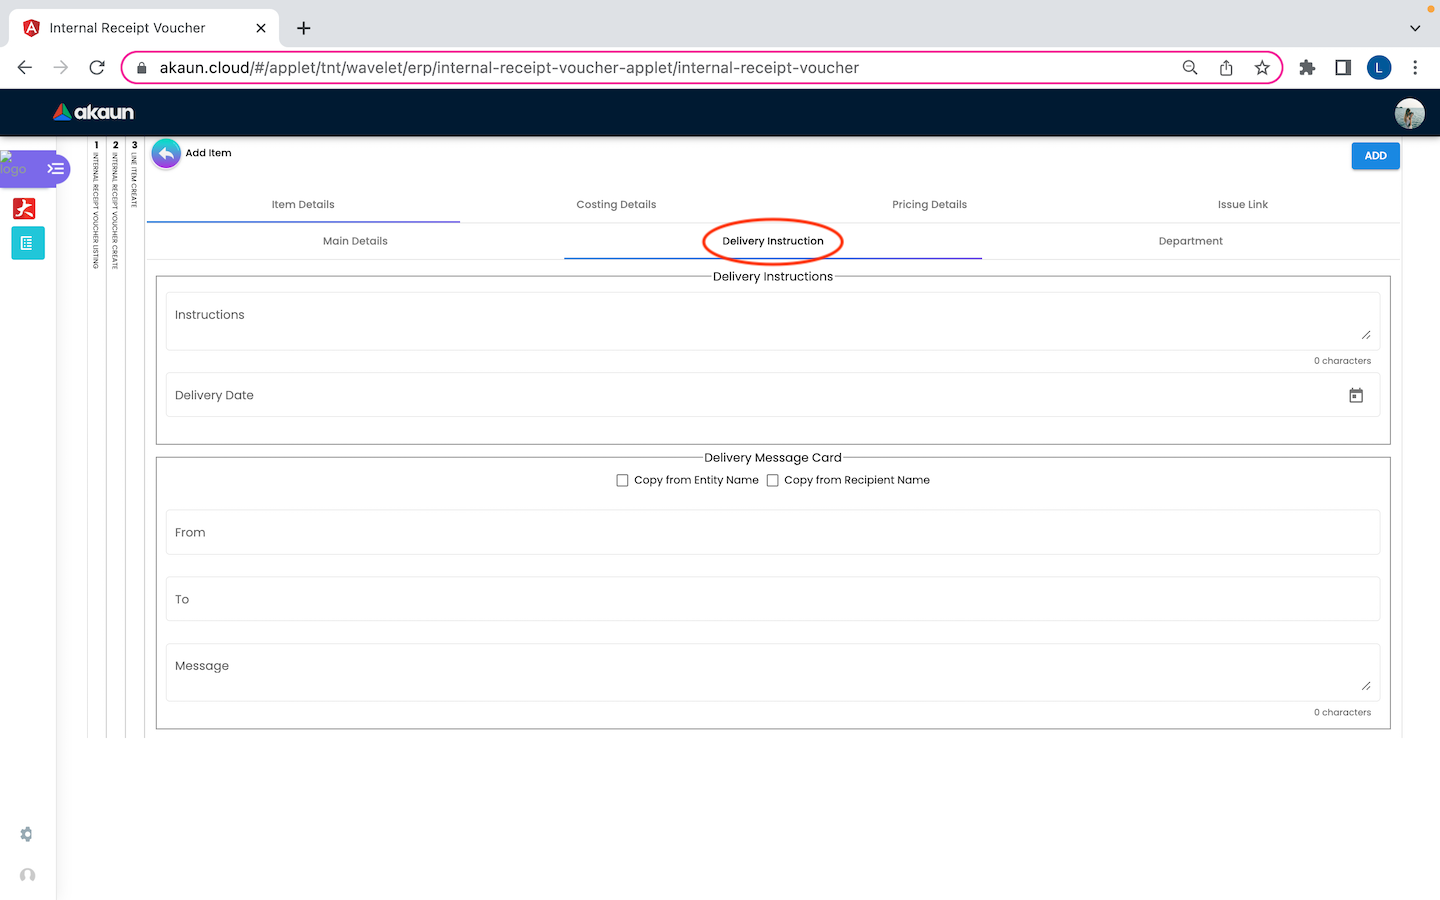 Internal Receipt Voucher
akaun.cloud/#/applet/tnt/wavelet/erp/internal-receipt-voucher-applet/internal-receipt-voucher
L
akaun
logo
1 INTERNAL RECEIPT VOUCHER LISTING
2 INTERNAL RECEIPT VOUCHER CREATE
3 LINE ITEM CREATE
Add Item
ADD
Item Details
Costing Details
Pricing Details
Issue Link
Main Details
Delivery Instruction
Department
Delivery Instructions
Instructions
0 characters
Delivery Date
Delivery Message Card
Copy from Entity Name
Copy from Recipient Name
From
To
Message
0 characters